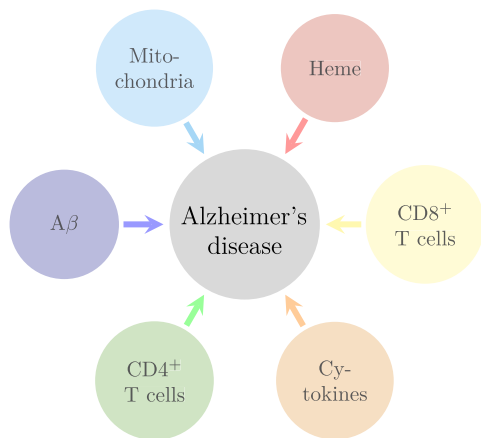 Mito-
chondria
Heme
Aβ
Alzheimer's
disease
CD8⁺
T cells
CD4⁺
T cells
Cy-
tokines